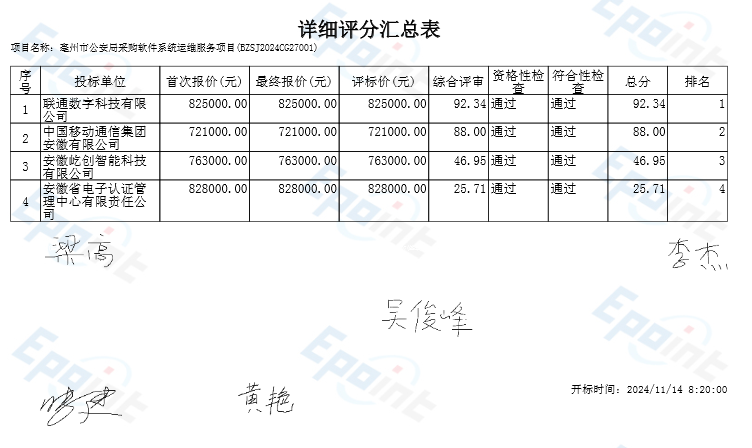 详细评分汇总表
项目名称：亳州市公安局采购软件系统运维服务项目(BZSJ2024CG27001)
序号 投标单位 首次报价(元) 最终报价(元) 评标价(元) 综合评审 资格性检查 符合性检查 总分 排名
1 联通数字科技有限公司 825000.00 825000.00 825000.00 92.34 通过 通过 92.34 1
2 中国移动通信集团安徽有限公司 721000.00 721000.00 721000.00 88.00 通过 通过 88.00 2
3 安徽屹创智能科技有限公司 763000.00 763000.00 763000.00 46.95 通过 通过 46.95 3
4 安徽省电子认证管理中心有限责任公司 828000.00 828000.00 828000.00 25.71 通过 通过 25.71 4
梁高
李杰
吴俊峰
黄艳
开标时间：2024/11/14 8:20:00
Epoint